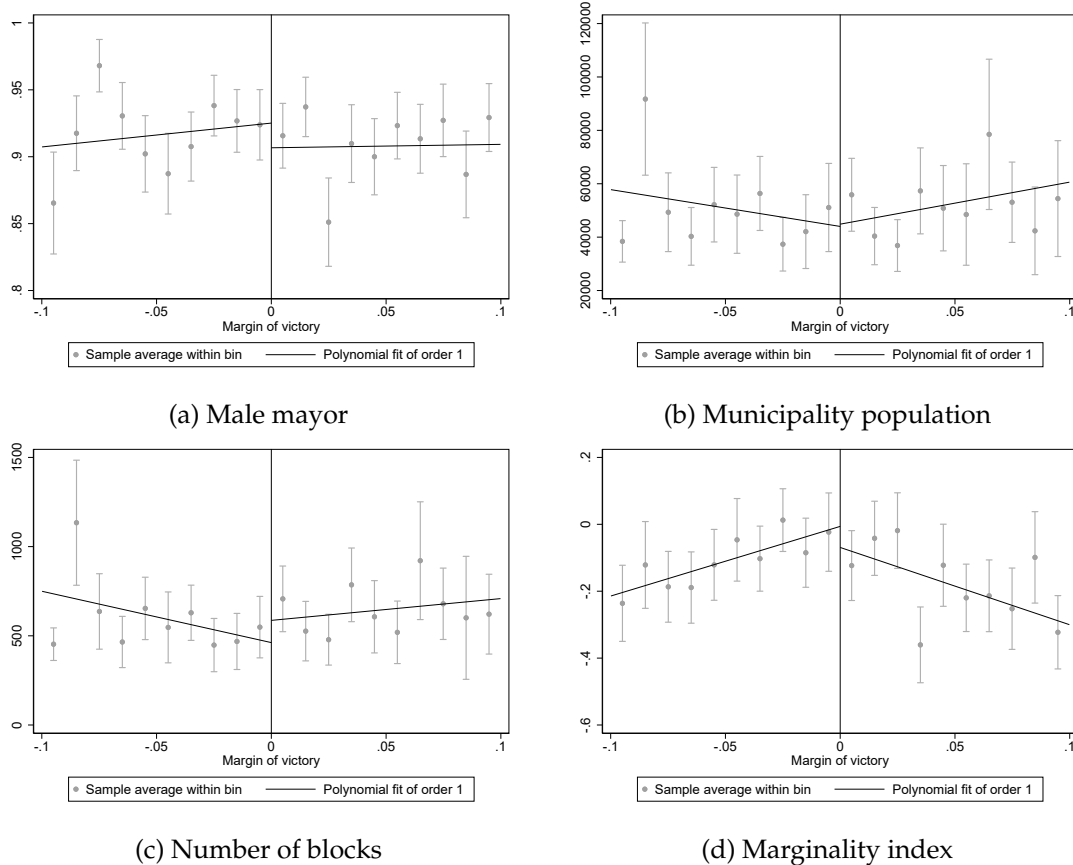 1
.95
.9
.85
.8
-.1 -.05 0 .05 .1
Margin of victory
Sample average within bin Polynomial fit of order 1
(a) Male mayor
120000
100000
80000
60000
40000
20000
-.1 -.05 0 .05 .1
Margin of victory
Sample average within bin Polynomial fit of order 1
(b) Municipality population
1500
1000
500
0
-.1 -.05 0 .05 .1
Margin of victory
Sample average within bin Polynomial fit of order 1
(c) Number of blocks
.2
0
-.2
-.4
-.6
-.1 -.05 0 .05 .1
Margin of victory
Sample average within bin Polynomial fit of order 1
(d) Marginality index